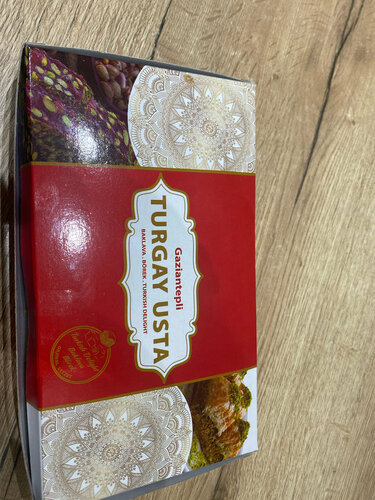 Gaziantepli
TURGAY USTA
BAKLAVA . BÖREK . TURKISH DELIGHT